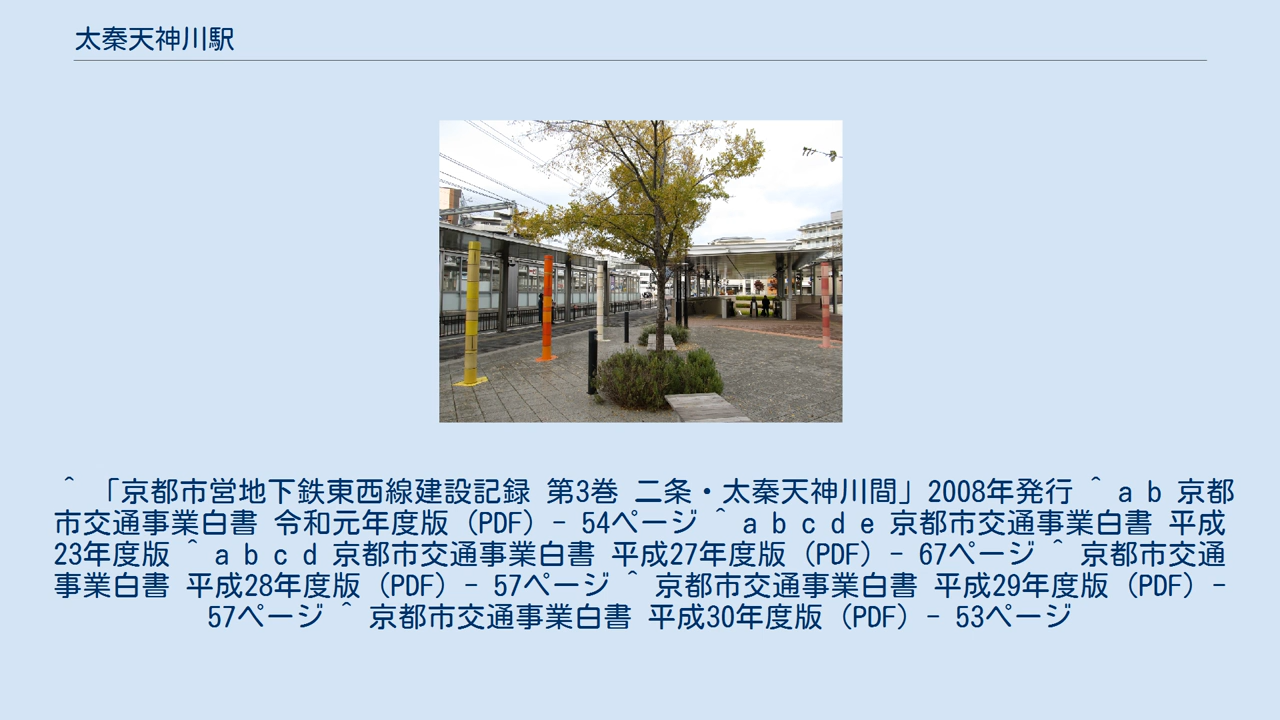 太秦天神川駅
^ 「京都市営地下鉄東西線建設記録 第3巻 二条・太秦天神川間」2008年発行 ^ a b 京都
市交通事業白書 令和元年度版（PDF）- 54ページ ^ a b c d e 京都市交通事業白書 平成
23年度版 ^ a b c d 京都市交通事業白書 平成27年度版（PDF）- 67ページ ^ 京都市交通
事業白書 平成28年度版（PDF）- 57ページ ^ 京都市交通事業白書 平成29年度版（PDF）-
57ページ ^ 京都市交通事業白書 平成30年度版（PDF）- 53ページ